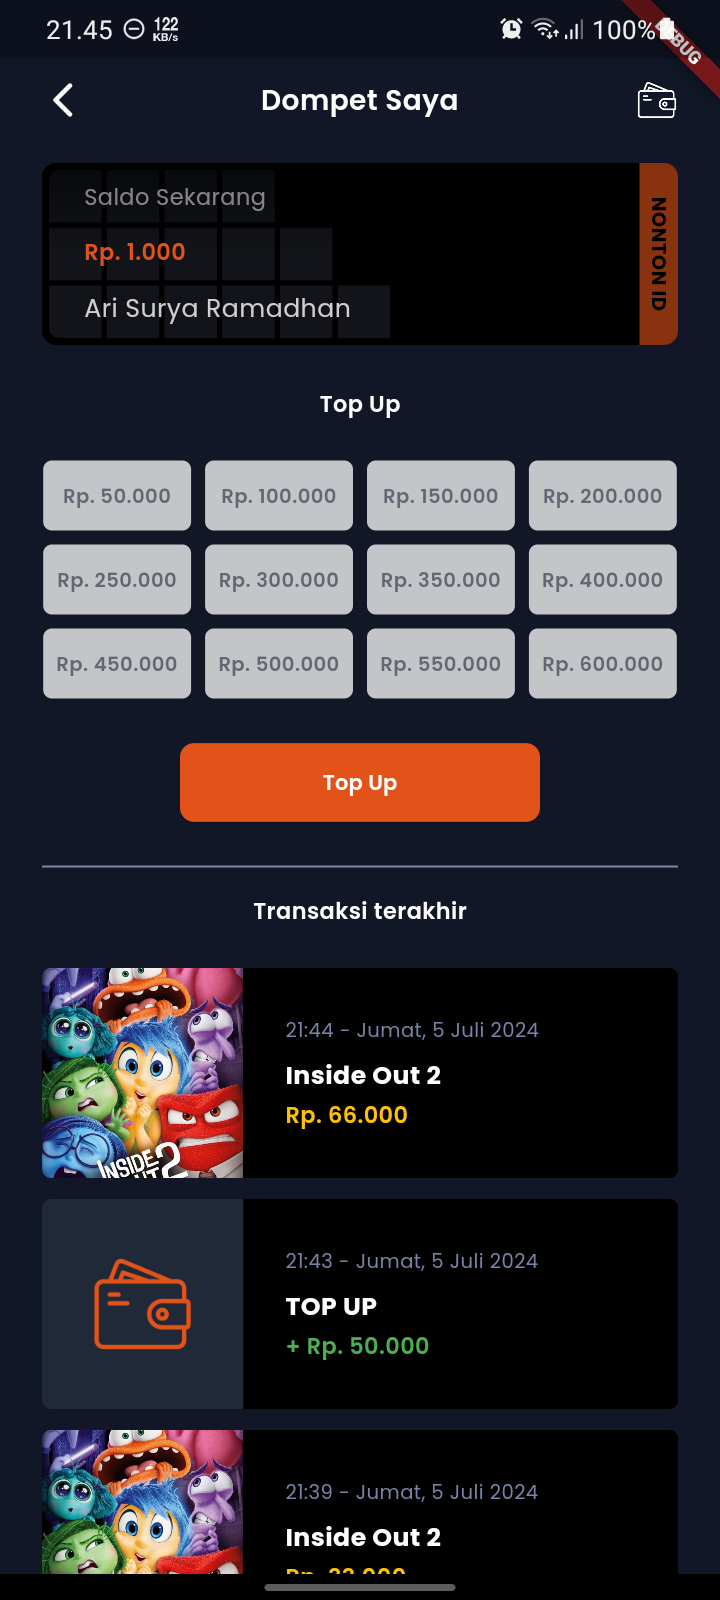 21.45 122 KB/s 100%
Dompet Saya
Saldo Sekarang
Rp. 1.000
Ari Surya Ramadhan
NONTON ID
Top Up
Rp. 50.000 Rp. 100.000 Rp. 150.000 Rp. 200.000
Rp. 250.000 Rp. 300.000 Rp. 350.000 Rp. 400.000
Rp. 450.000 Rp. 500.000 Rp. 550.000 Rp. 600.000
Top Up
Transaksi terakhir
INSIDE OUT 2
21:44 - Jumat, 5 Juli 2024
Inside Out 2
Rp. 66.000
21:43 - Jumat, 5 Juli 2024
TOP UP
+ Rp. 50.000
21:39 - Jumat, 5 Juli 2024
Inside Out 2